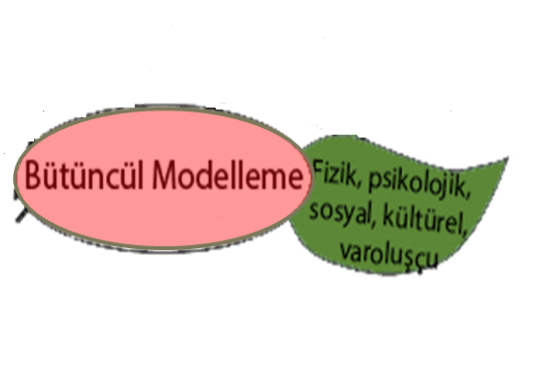 Bütüncül Modelleme
Fizik, psikolojik,
sosyal, kültürel,
varoluşçu